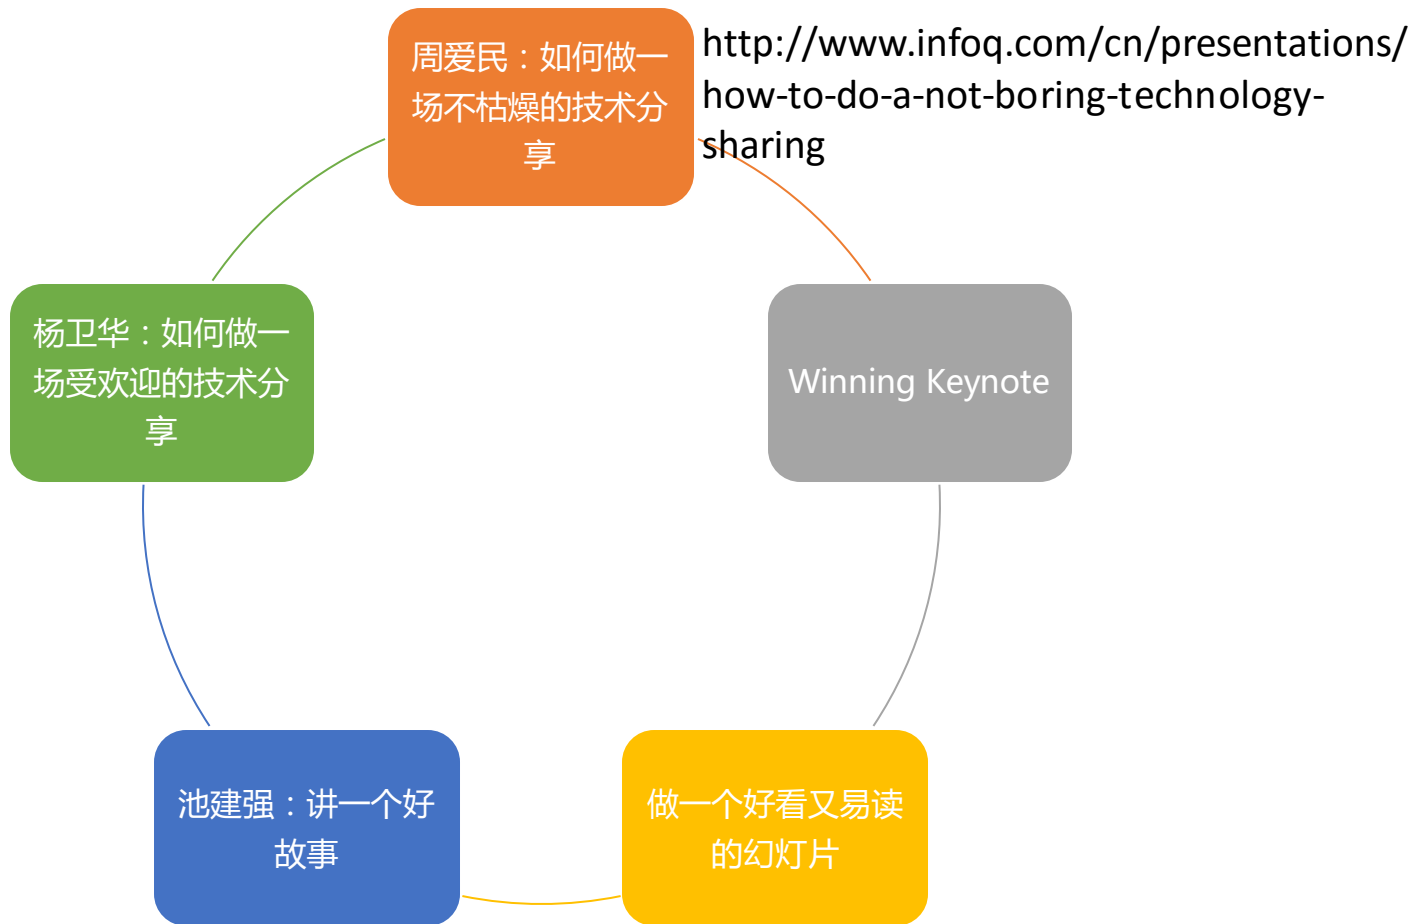 周爱民：如何做一
场不枯燥的技术分
享
http://www.infoq.com/cn/presentations/
how-to-do-a-not-boring-technology-
sharing
杨卫华：如何做一
场受欢迎的技术分
享
Winning Keynote
池建强：讲一个好
故事
做一个好看又易读
的幻灯片